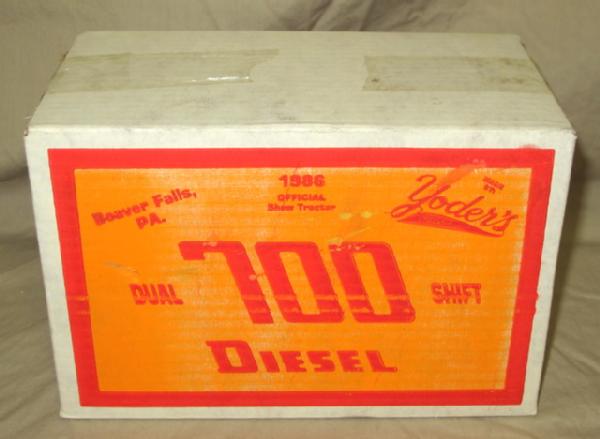 Beaver Falls,
PA.
1986
OFFICIAL
Show Tractor
Yoder's
DUAL
700
SHIFT
DIESEL